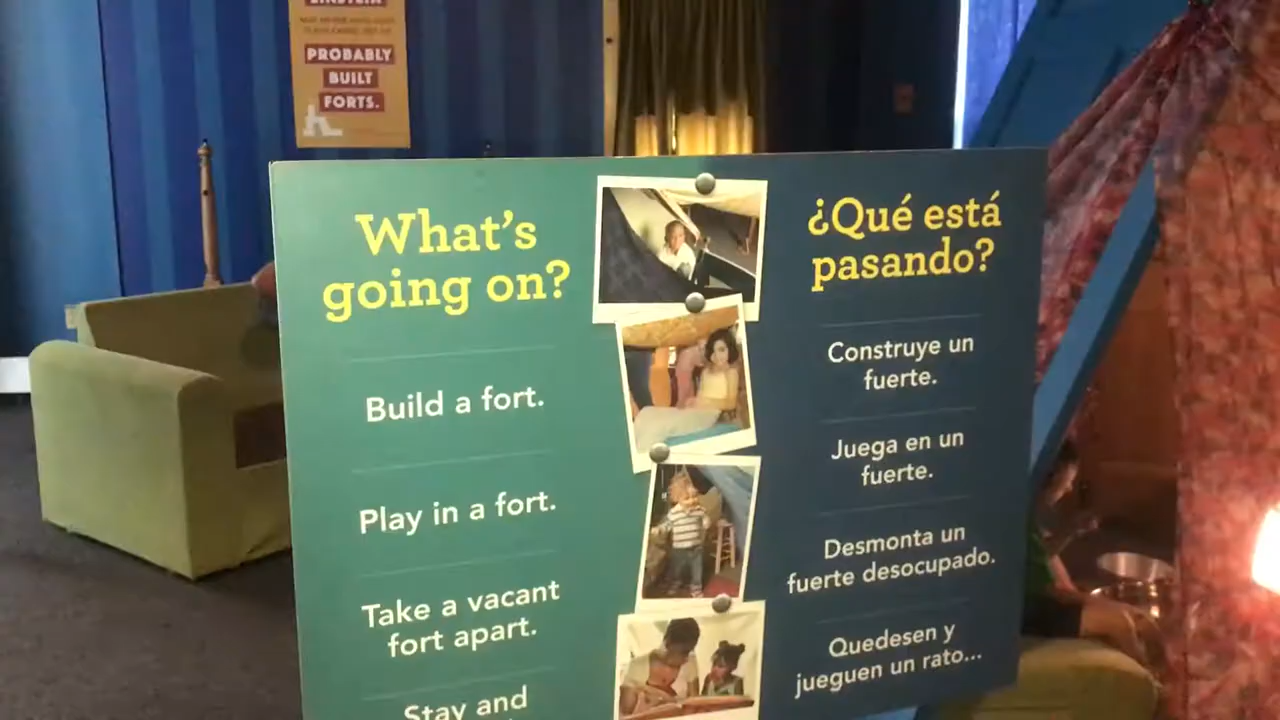 EINSTEIN
PROBABLY
BUILT
FORTS.
What's
going on?
Build a fort.
Play in a fort.
Take a vacant
fort apart.
Stay and
¿Qué está
pasando?
Construye un
fuerte.
Juega en un
fuerte.
Desmonta un
fuerte desocupado.
Quedesen y
jueguen un rato...